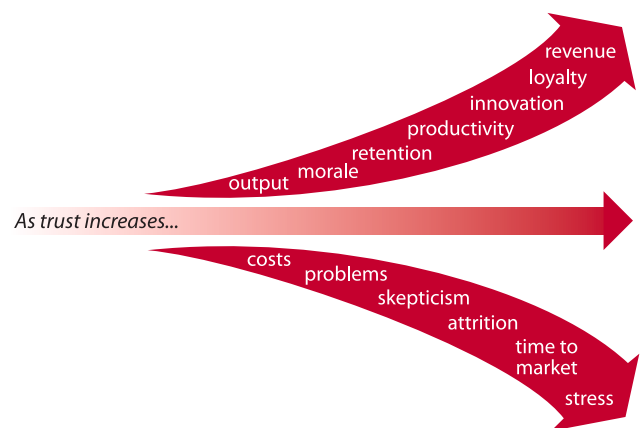 revenue
loyalty
innovation
productivity
retention
morale
output
As trust increases...
costs
problems
skepticism
attrition
time to
market
stress